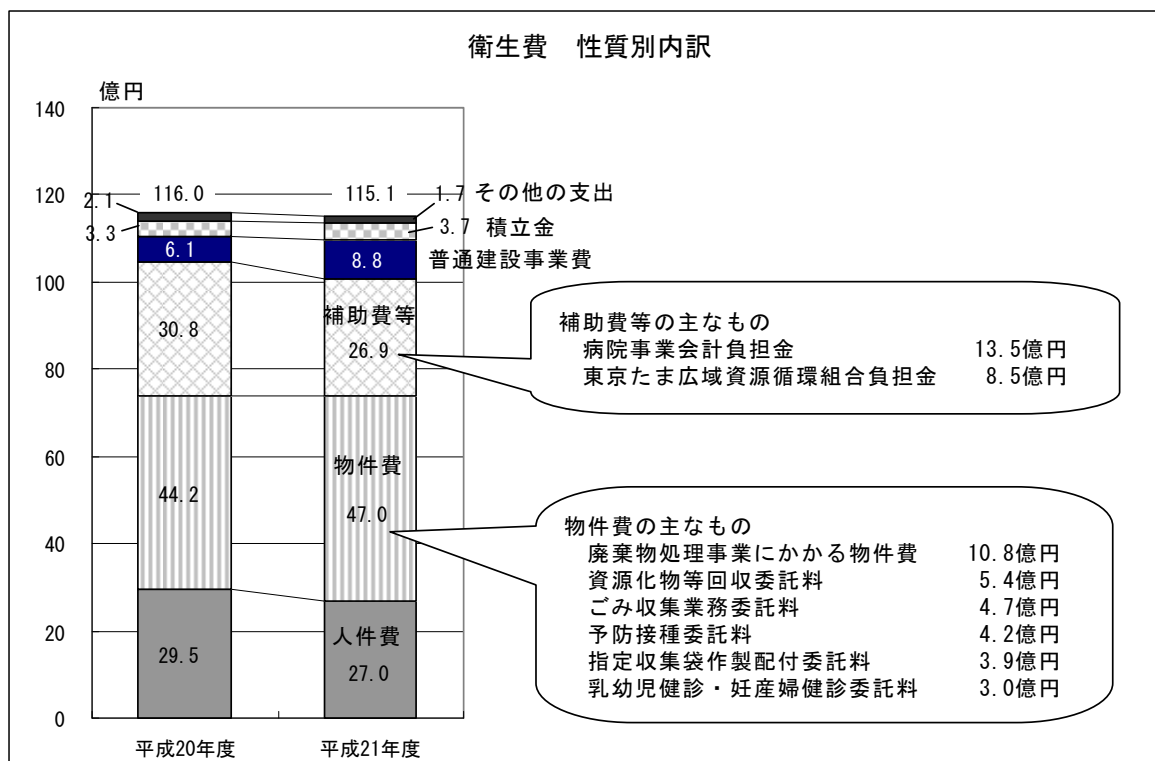 衛生費　性質別内訳
億円
140
120
100
80
60
40
20
0
116.0
2.1
3.3
6.1
30.8
44.2
29.5
115.1
1.7 その他の支出
3.7 積立金
8.8 普通建設事業費
補助費等
26.9
物件費
47.0
人件費
27.0
平成20年度
平成21年度
補助費等の主なもの
病院事業会計負担金 13.5億円
東京たま広域資源循環組合負担金 8.5億円
物件費の主なもの
廃棄物処理事業にかかる物件費 10.8億円
資源化物等回収委託料 5.4億円
ごみ収集業務委託料 4.7億円
予防接種委託料 4.2億円
指定収集袋作製配付委託料 3.9億円
乳幼児健診・妊産婦健診委託料 3.0億円